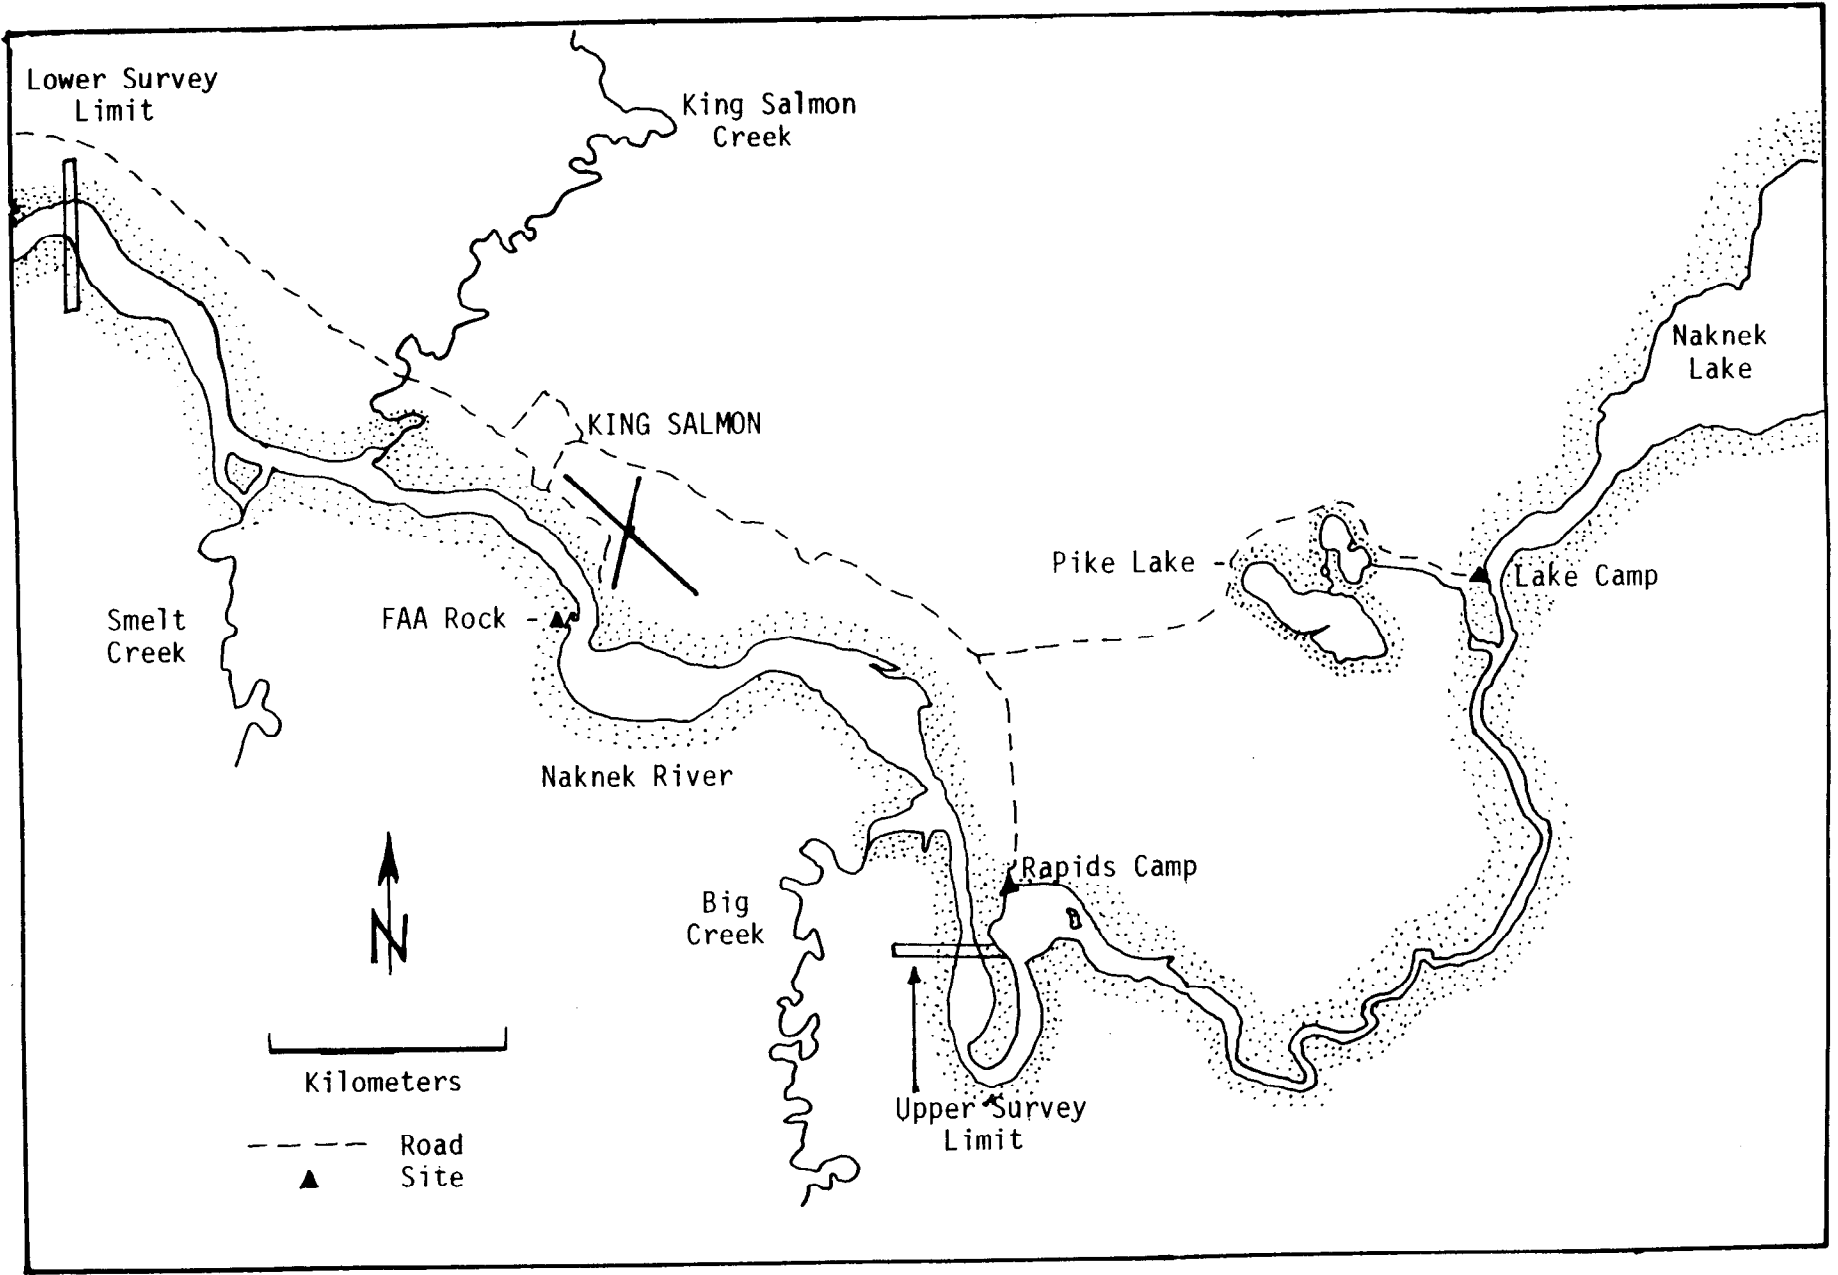 Lower Survey
Limit
King Salmon
Creek
Naknek
Lake
KING SALMON
Pike Lake -
Lake Camp
FAA Rock -
Smelt
Creek
Naknek River
Rapids Camp
Big
Creek
N
Kilometers
Upper Survey
Limit
Road
Site